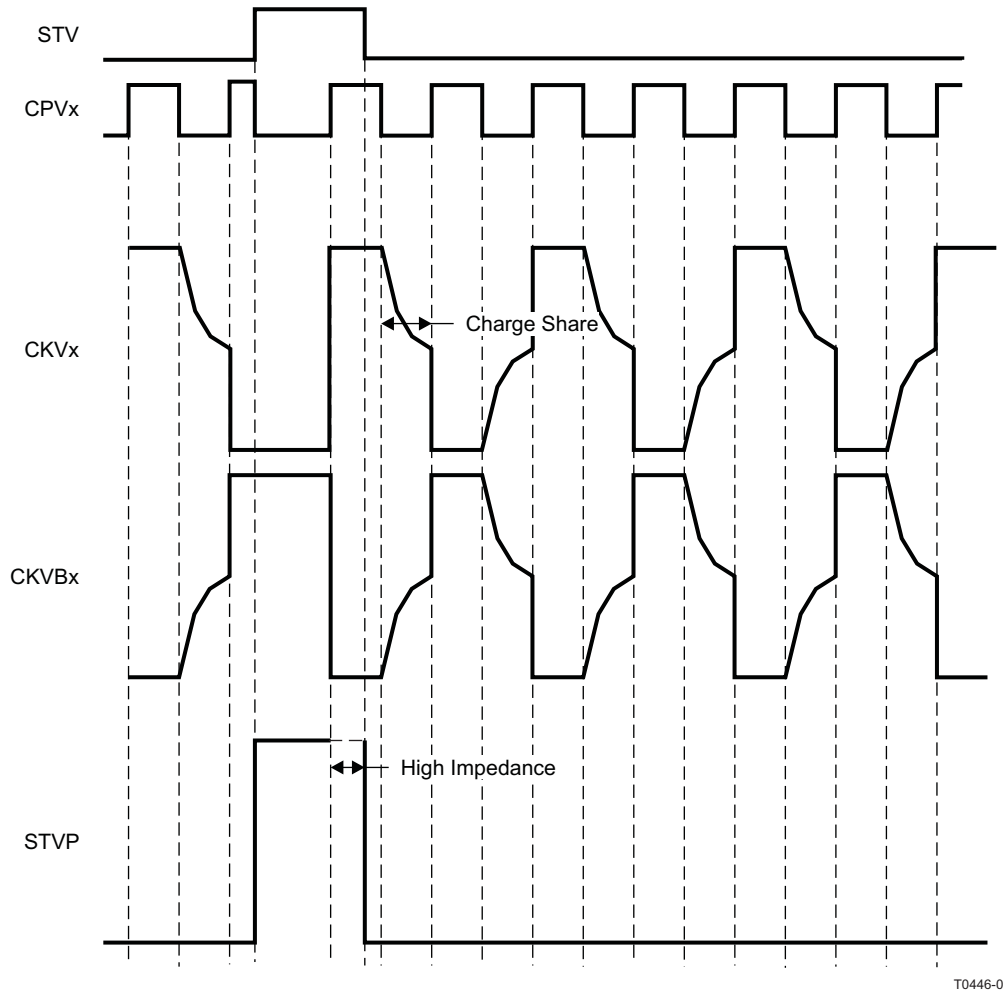 STV
CPVx
CKVx
Charge Share
CKVBx
High Impedance
STVP
T0446-0